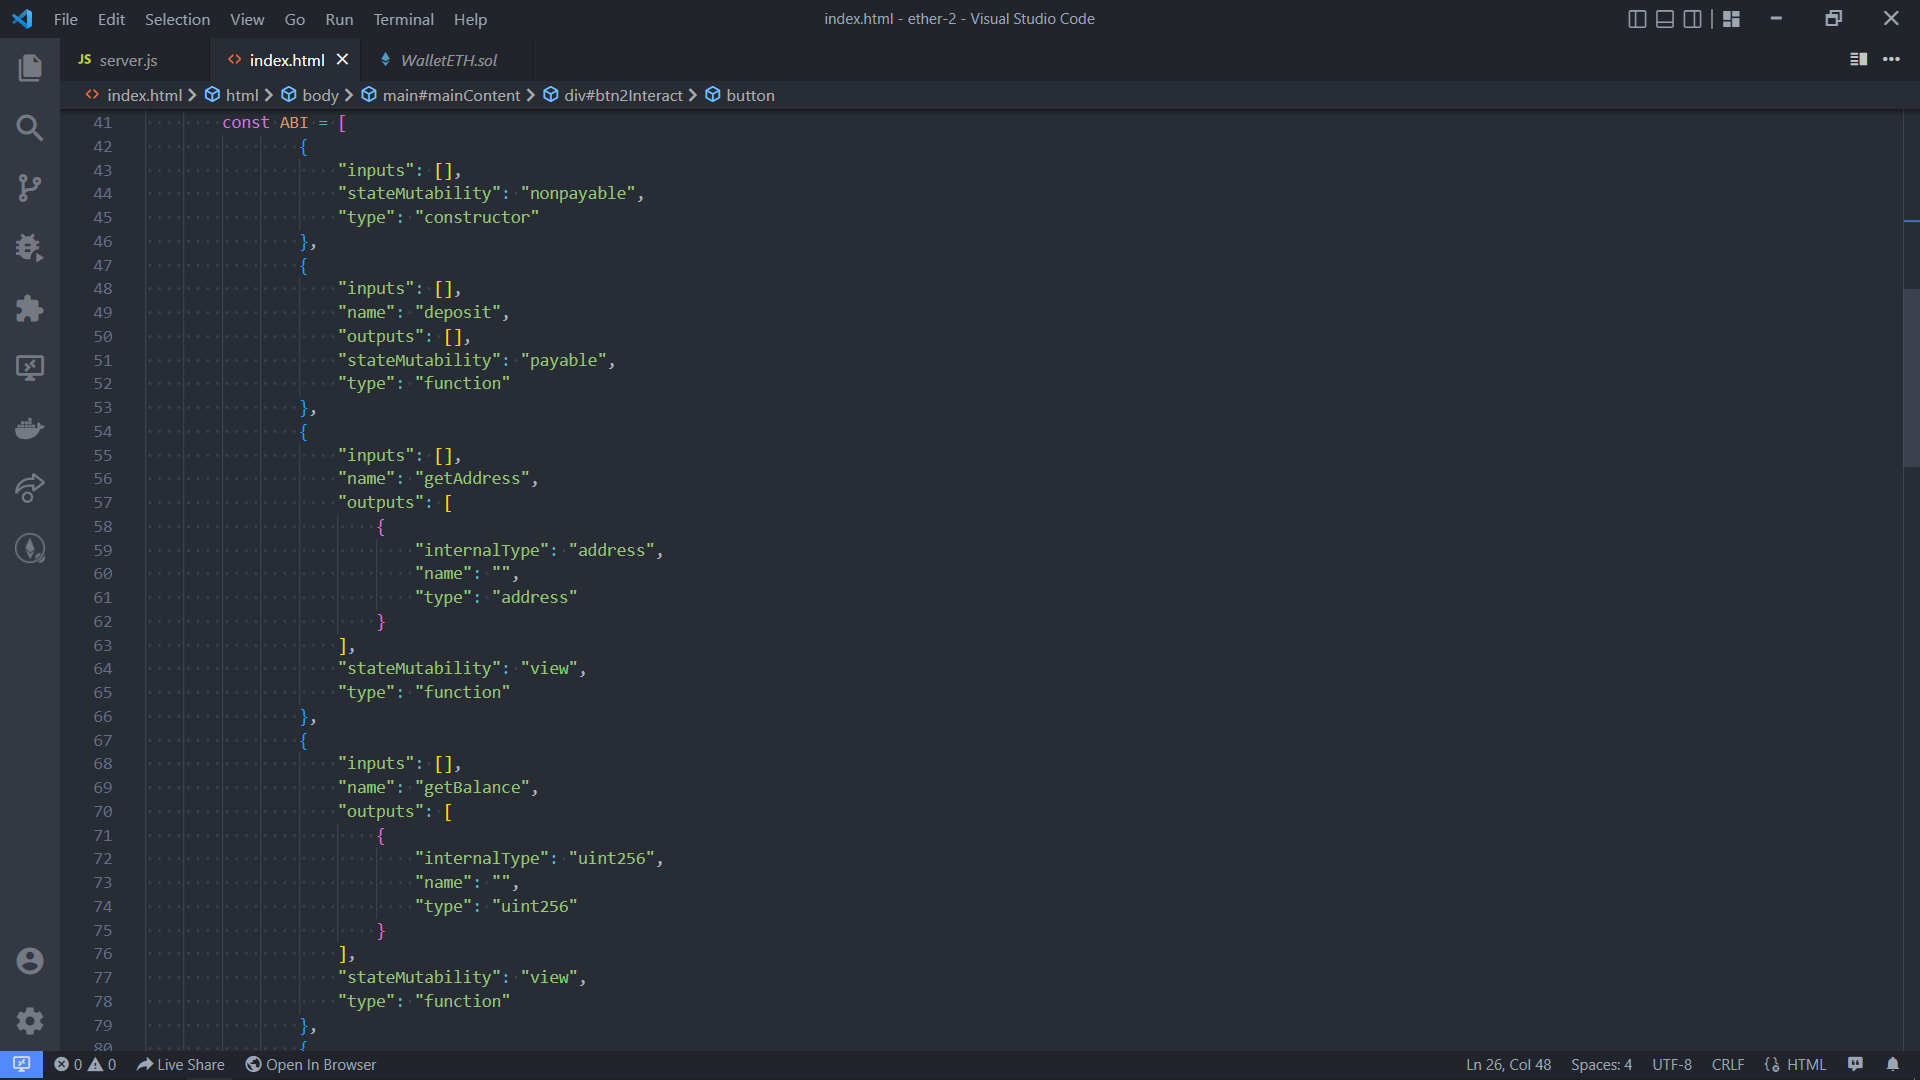 File Edit Selection View Go Run Terminal Help
index.html - ether-2 - Visual Studio Code
JS server.js
<> index.html
WalletETH.sol
<> index.html > html > body > main#mainContent > div#btn2Interact > button
41 const ABI = [
42 {
43 "inputs": [],
44 "stateMutability": "nonpayable",
45 "type": "constructor"
46 },
47 {
48 "inputs": [],
49 "name": "deposit",
50 "outputs": [],
51 "stateMutability": "payable",
52 "type": "function"
53 },
54 {
55 "inputs": [],
56 "name": "getAddress",
57 "outputs": [
58 {
59 "internalType": "address",
60 "name": "",
61 "type": "address"
62 }
63 ],
64 "stateMutability": "view",
65 "type": "function"
66 },
67 {
68 "inputs": [],
69 "name": "getBalance",
70 "outputs": [
71 {
72 "internalType": "uint256",
73 "name": "",
74 "type": "uint256"
75 }
76 ],
77 "stateMutability": "view",
78 "type": "function"
79 },
80 {
0 0 Live Share Open In Browser
Ln 26, Col 48 Spaces: 4 UTF-8 CRLF HTML